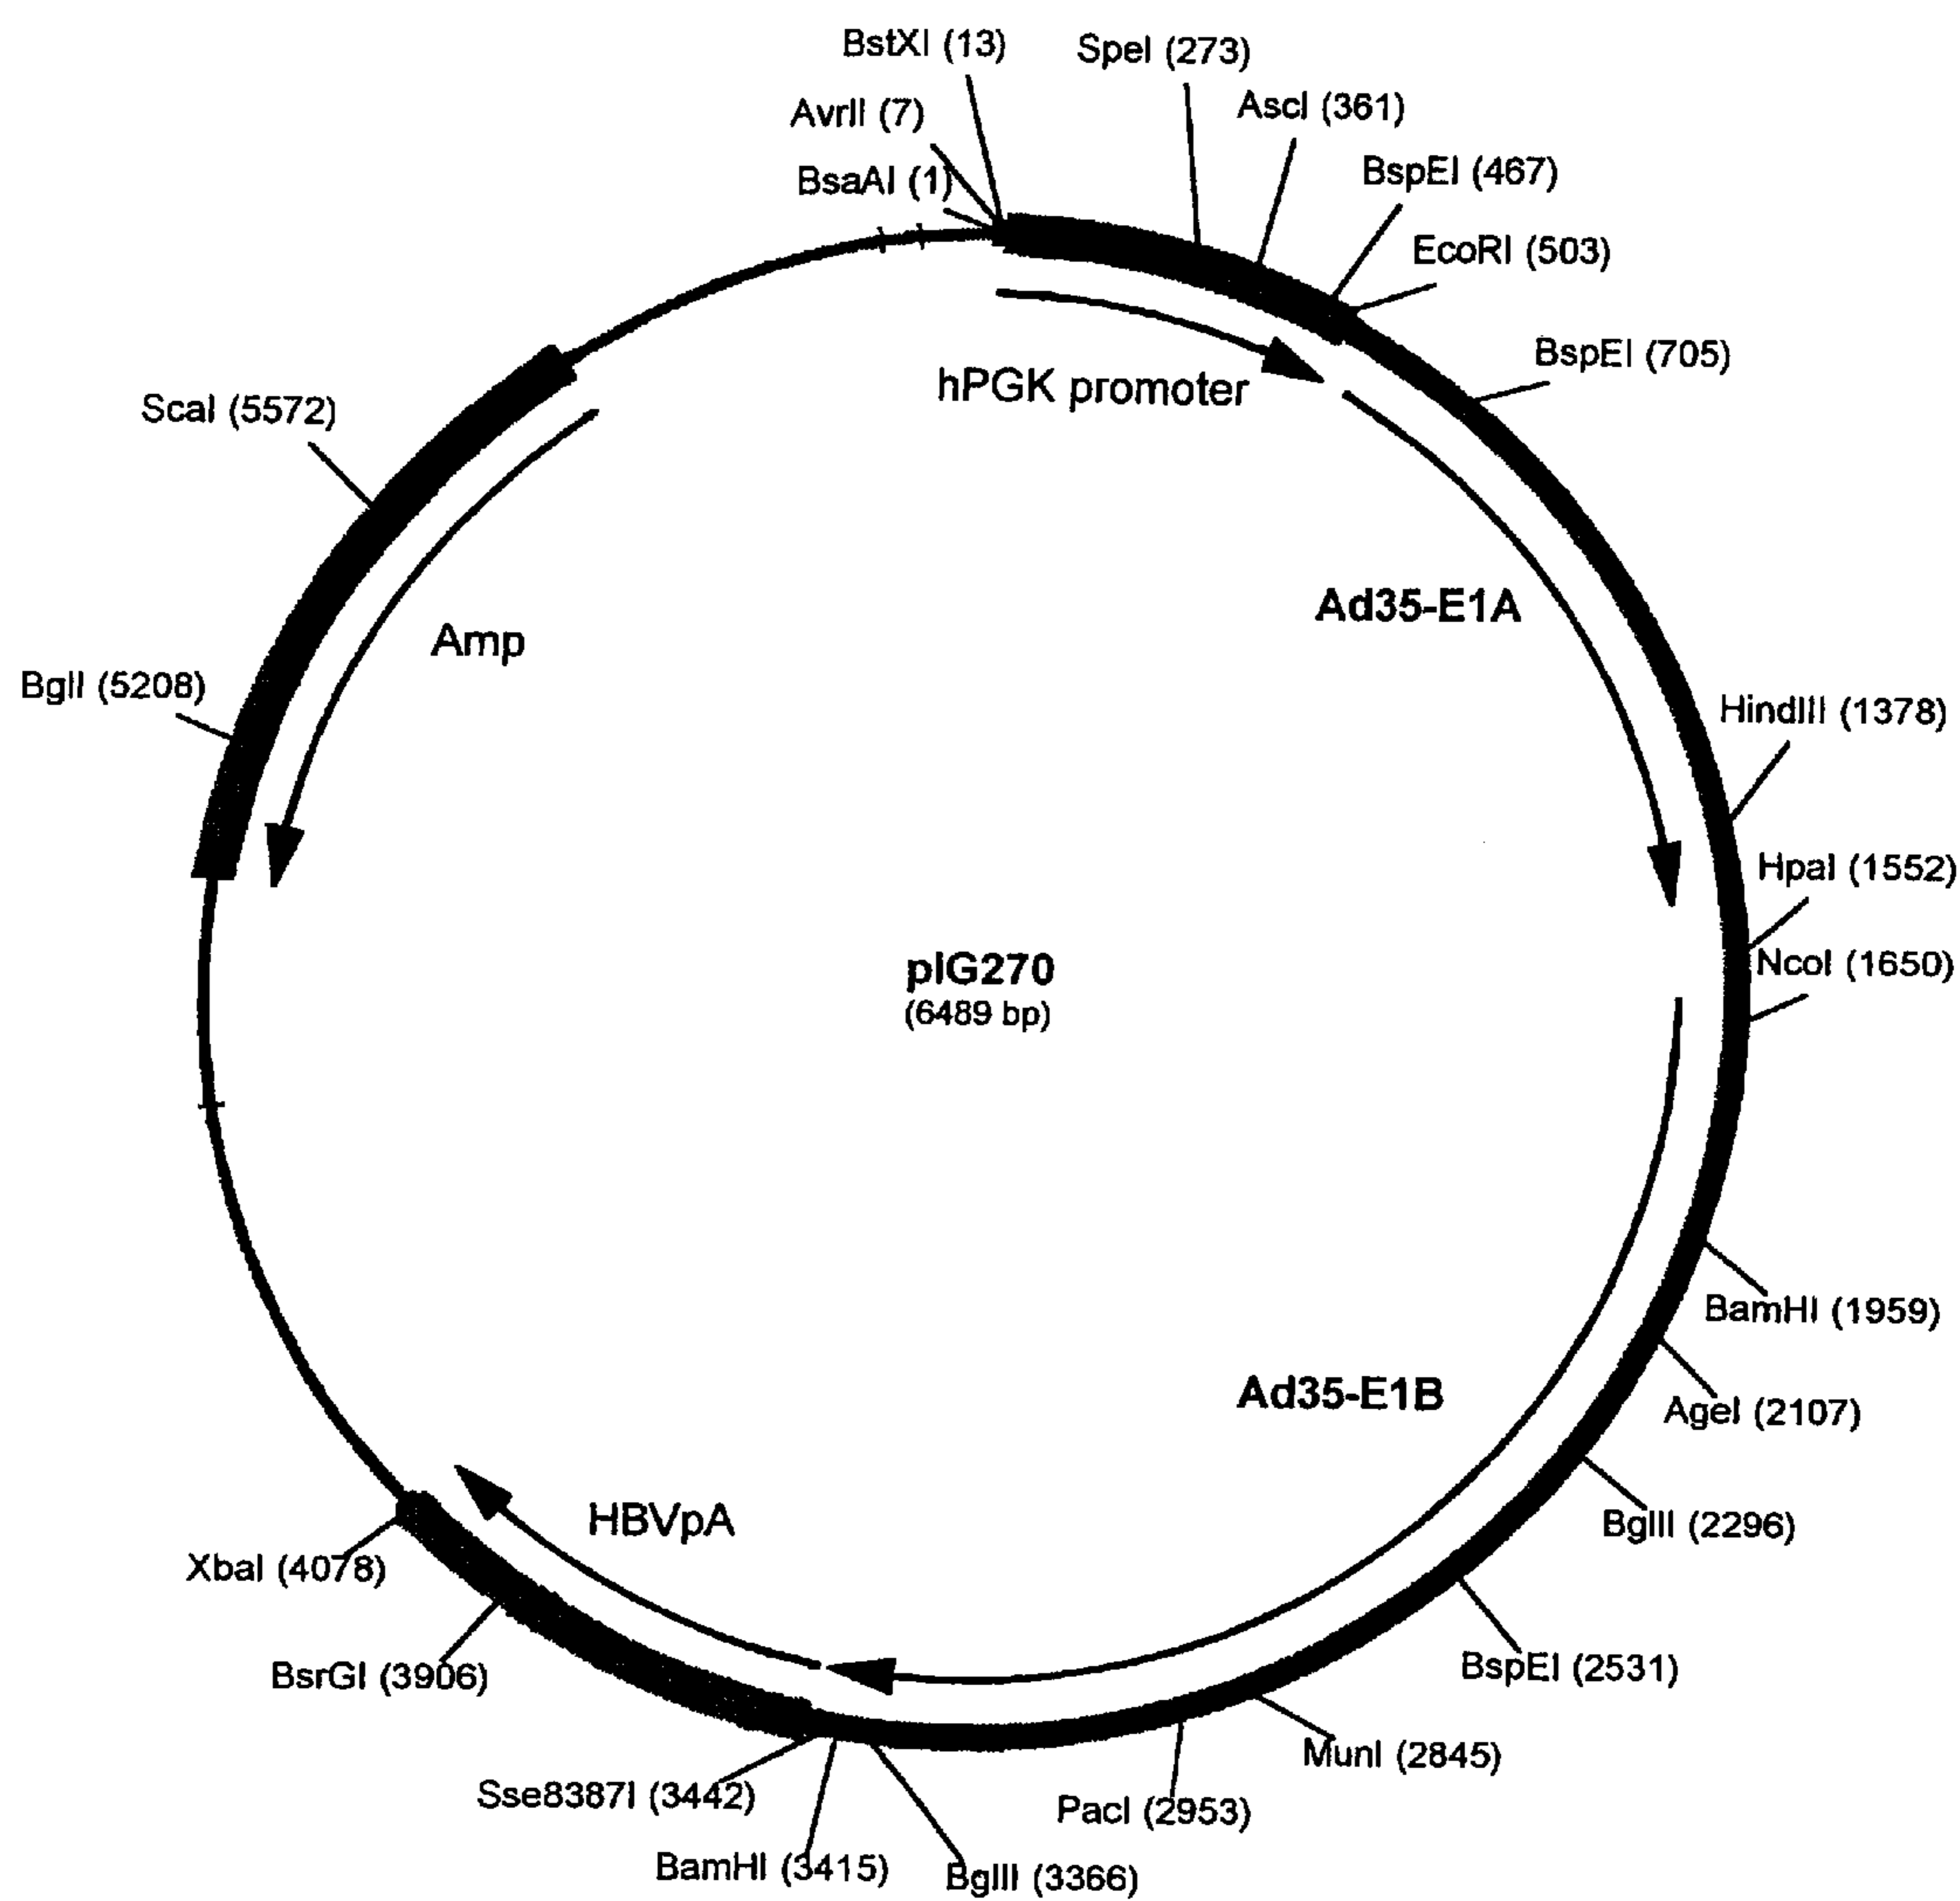 BstXI (13)
SpeI (273)
AscI (361)
AvrII (7)
BspEI (467)
BsaAI (1)
EcoRI (503)
BspEI (705)
hPGK promoter
ScaI (5572)
Ad35-E1A
Amp
BglI (5208)
HindIII (1378)
HpaI (1552)
pIG270
(6489 bp)
NcoI (1650)
BamHI (1959)
Ad35-E1B
AgeI (2107)
HBVpA
BglII (2296)
XbaI (4078)
BsrGI (3906)
BspEI (2531)
MunI (2845)
Sse8387I (3442)
PacI (2953)
BamHI (3415)
BglII (3366)